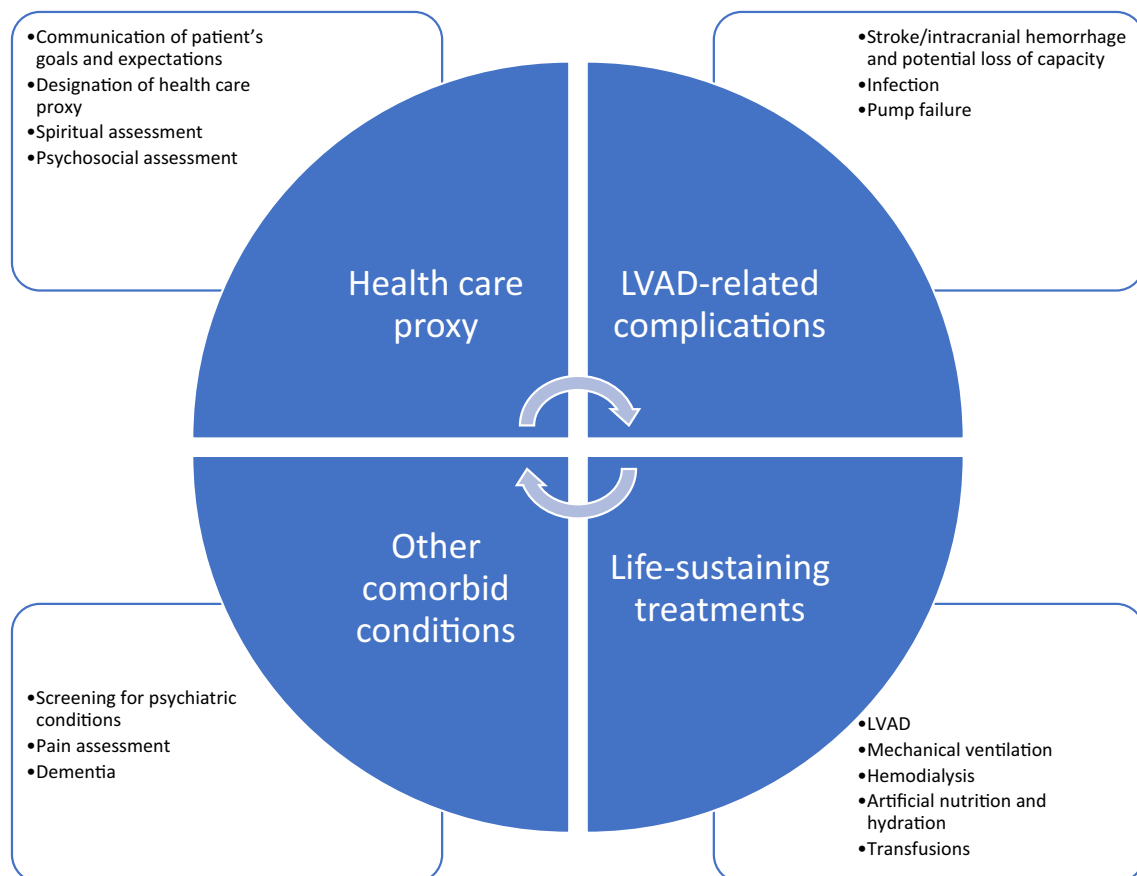 •Communication of patient's
goals and expectations
•Designation of health care
proxy
•Spiritual assessment
•Psychosocial assessment
•Stroke/intracranial hemorrhage
and potential loss of capacity
•Infection
•Pump failure
Health care
proxy
LVAD-related
complications
Other
comorbid
conditions
Life-sustaining
treatments
•Screening for psychiatric
conditions
•Pain assessment
•Dementia
•LVAD
•Mechanical ventilation
•Hemodialysis
•Artificial nutrition and
hydration
•Transfusions